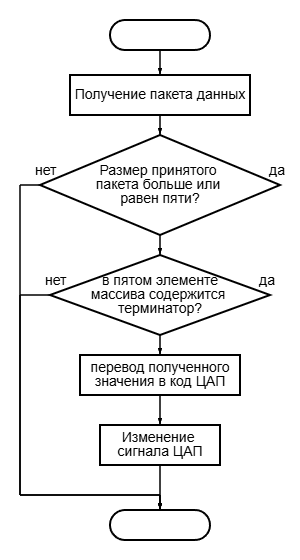 Получение пакета данных
нет
да
Размер принятого
пакета больше или
равен пяти?
нет
да
в пятом элементе
массива содержится
терминатор?
перевод полученного
значения в код ЦАП
Изменение
сигнала ЦАП